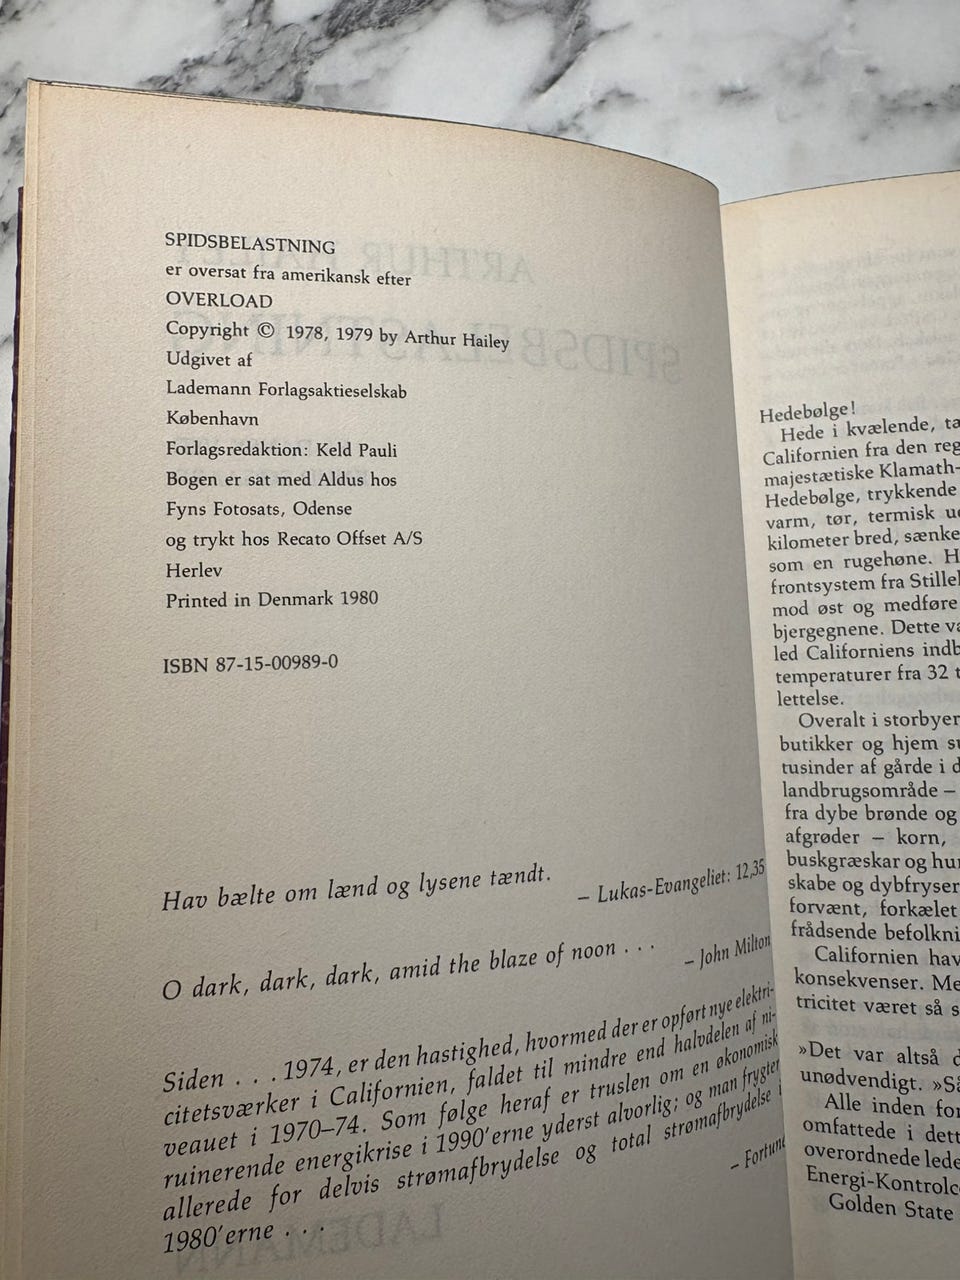 SPIDSBELASTNING
er oversat fra amerikansk efter
OVERLOAD
Copyright © 1978, 1979 by Arthur Hailey
Udgivet af
Lademann Forlagsaktieselskab
København
Forlagsredaktion: Keld Pauli
Bogen er sat med Aldus hos
Fyns Fotosats, Odense
og trykt hos Recato Offset A/S
Herlev
Printed in Denmark 1980
ISBN 87-15-00989-0
Hav bælte om lænd og lysene tændt.
– Lukas-Evangeliet: 12,35
O dark, dark, dark, amid the blaze of noon . . .
– John Milton
Siden . . . 1974, er den hastighed, hvormed der er opført nye elektri-
citetsværker i Californien, faldet til mindre end halvdelen af ni-
veauet i 1970–74. Som følge heraf er truslen om en økonomisk
ruinerende energikrise i 1990'erne yderst alvorlig; og man frygter
allerede for delvis strømafbrydelse og total strømafbrydelse i
1980'erne . . .
– Fortune
Hedebølge!
Hede i kvælende,
Californien fra den
majestætiske Klamath-
Hedebølge, trykkende
varm, tør, termisk
kilometer bred,
som en rugehøne.
frontsystem fra
mod øst og medføre
bjergegnene. Dette
led Californiens
temperaturer fra 32
lettelse.
Overalt i
butikker og hjem
tusinder af gårde i
landbrugsområde –
fra dybe brønde og
afgrøder – korn,
buskgræskar og
skabe og dybfryser
forvænt, forkælet
frådsende
Californien
konsekvenser.
tricitet været så
»Det var altså
unødvendigt.
Alle inden
omfattede i
overordnede
Energi-
Golden State